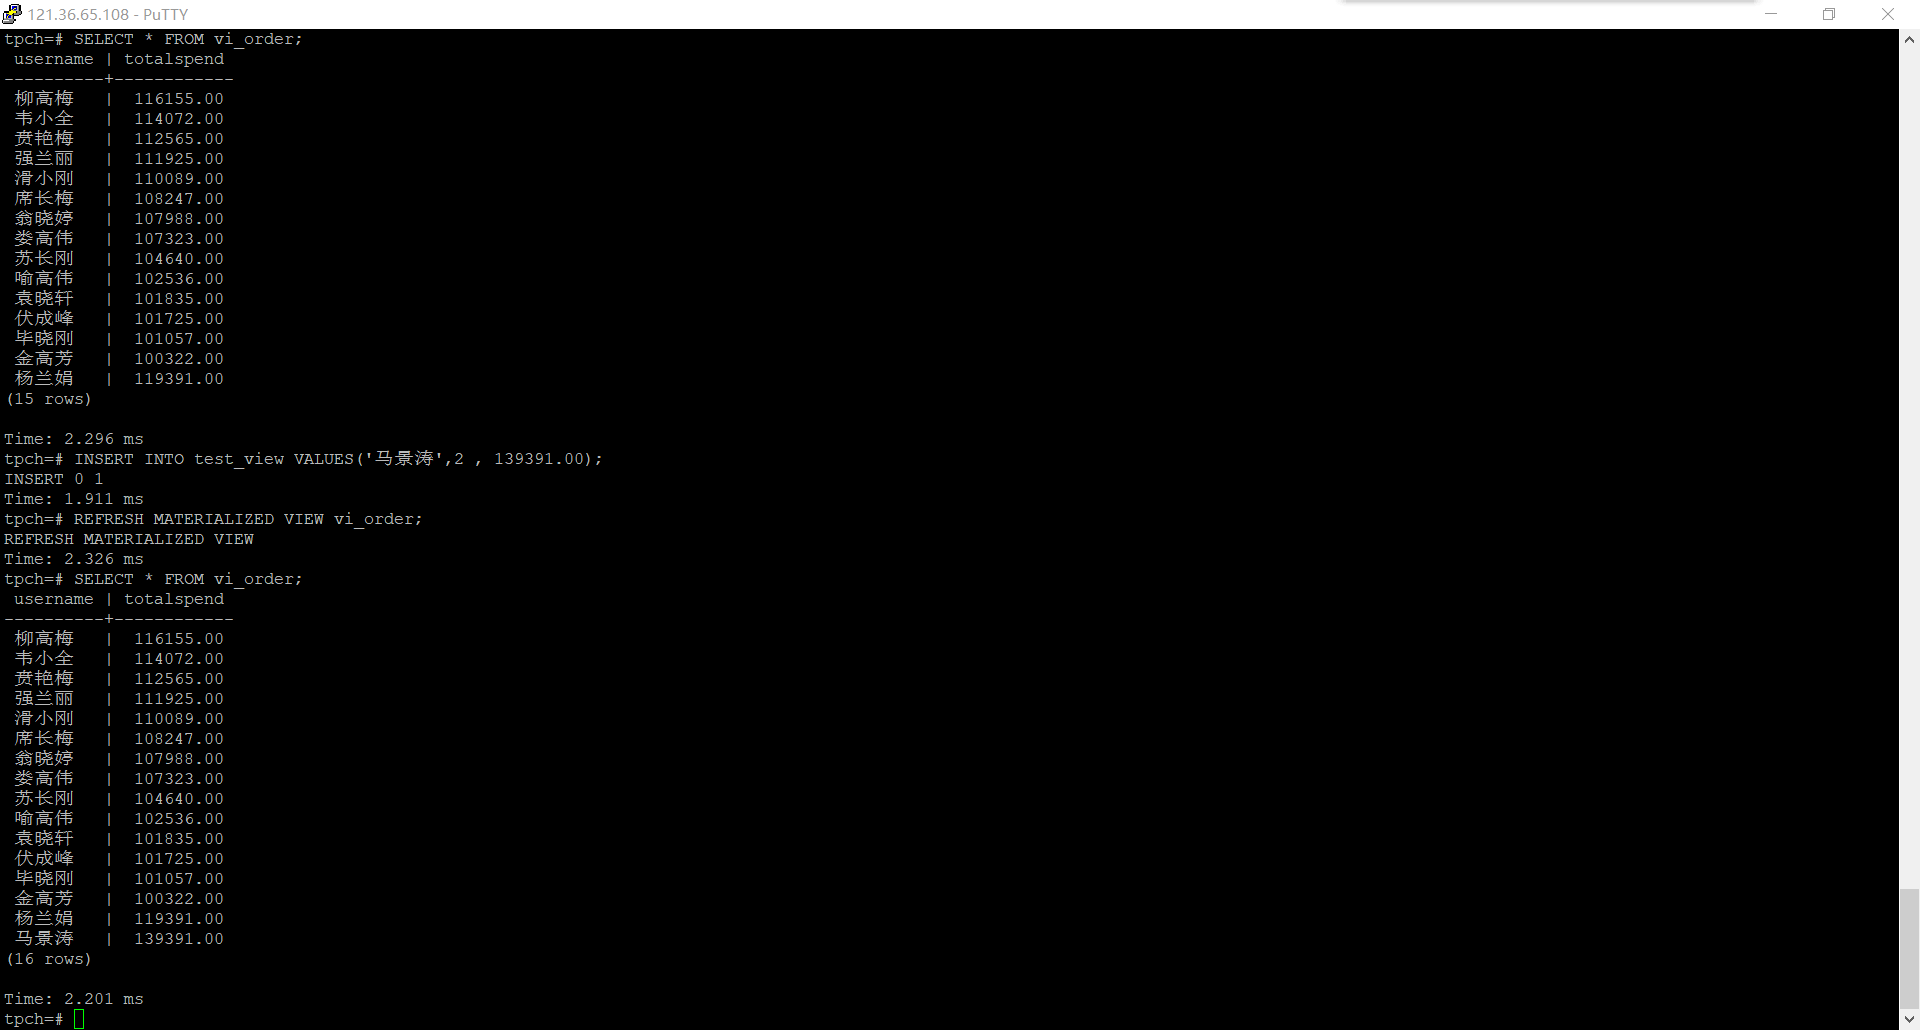 121.36.65.108 - PuTTY
tpch=# SELECT * FROM vi_order;
 username | totalspend
----------+------------
 柳高梅   |  116155.00
 韦小全   |  114072.00
 贲艳梅   |  112565.00
 强兰丽   |  111925.00
 滑小刚   |  110089.00
 席长梅   |  108247.00
 翁晓婷   |  107988.00
 娄高伟   |  107323.00
 苏长刚   |  104640.00
 喻高伟   |  102536.00
 袁晓轩   |  101835.00
 伏成峰   |  101725.00
 毕晓刚   |  101057.00
 金高芳   |  100322.00
 杨兰娟   |  119391.00
(15 rows)
Time: 2.296 ms
tpch=# INSERT INTO test_view VALUES('马景涛',2 , 139391.00);
INSERT 0 1
Time: 1.911 ms
tpch=# REFRESH MATERIALIZED VIEW vi_order;
REFRESH MATERIALIZED VIEW
Time: 2.326 ms
tpch=# SELECT * FROM vi_order;
 username | totalspend
----------+------------
 柳高梅   |  116155.00
 韦小全   |  114072.00
 贲艳梅   |  112565.00
 强兰丽   |  111925.00
 滑小刚   |  110089.00
 席长梅   |  108247.00
 翁晓婷   |  107988.00
 娄高伟   |  107323.00
 苏长刚   |  104640.00
 喻高伟   |  102536.00
 袁晓轩   |  101835.00
 伏成峰   |  101725.00
 毕晓刚   |  101057.00
 金高芳   |  100322.00
 杨兰娟   |  119391.00
 马景涛   |  139391.00
(16 rows)
Time: 2.201 ms
tpch=#